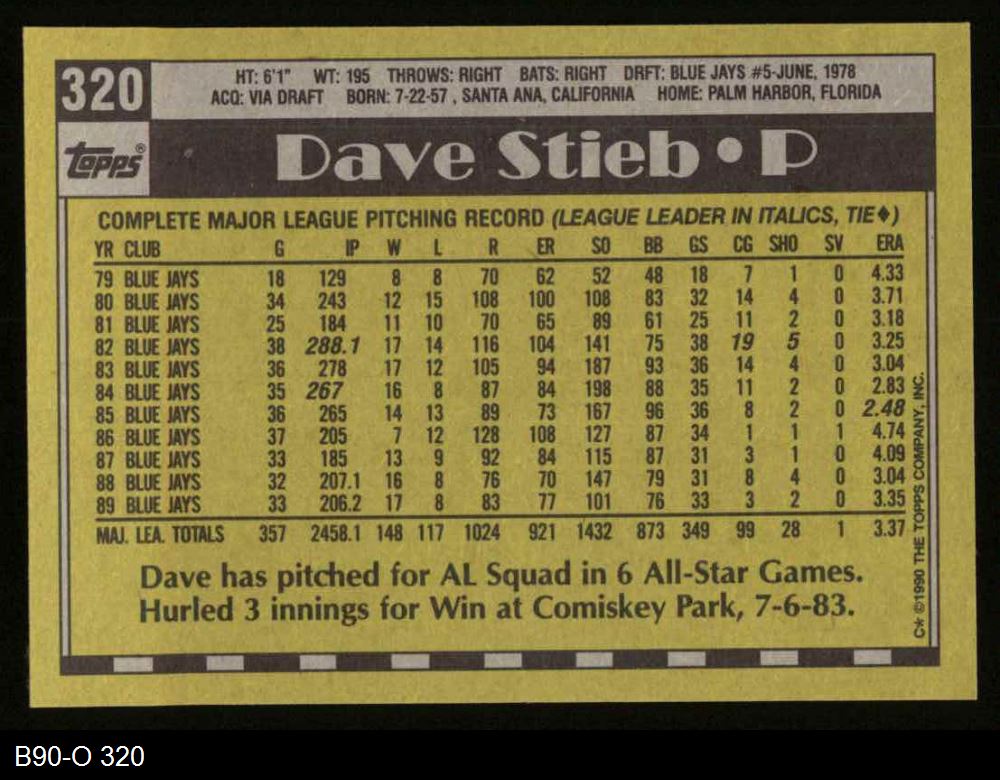 320
HT: 6'1" WT: 195 THROWS: RIGHT BATS: RIGHT DRFT: BLUE JAYS #5-JUNE, 1978
ACQ: VIA DRAFT BORN: 7-22-57 , SANTA ANA, CALIFORNIA HOME: PALM HARBOR, FLORIDA
topps®
Dave Stieb • P
COMPLETE MAJOR LEAGUE PITCHING RECORD (LEAGUE LEADER IN ITALICS, TIE♦)
YR CLUB G IP W L R ER SO BB GS CG SHO SV ERA
79 BLUE JAYS 18 129 8 8 70 62 52 48 18 7 1 0 4.33
80 BLUE JAYS 34 243 12 15 108 100 108 83 32 14 4 0 3.71
81 BLUE JAYS 25 184 11 10 70 65 89 61 25 11 2 0 3.18
82 BLUE JAYS 38 288.1 17 14 116 104 141 75 38 19 5 0 3.25
83 BLUE JAYS 36 278 17 12 105 94 187 93 36 14 4 0 3.04
84 BLUE JAYS 35 267 16 8 87 84 198 88 35 11 2 0 2.83
85 BLUE JAYS 36 265 14 13 89 73 167 96 36 8 2 0 2.48
86 BLUE JAYS 37 205 7 12 128 108 127 87 34 1 1 1 4.74
87 BLUE JAYS 33 185 13 9 92 84 115 87 31 3 1 0 4.09
88 BLUE JAYS 32 207.1 16 8 76 70 147 79 31 8 4 0 3.04
89 BLUE JAYS 33 206.2 17 8 83 77 101 76 33 3 2 0 3.35
MAJ. LEA. TOTALS 357 2458.1 148 117 1024 921 1432 873 349 99 28 1 3.37
Dave has pitched for AL Squad in 6 All-Star Games.
Hurled 3 innings for Win at Comiskey Park, 7-6-83.
C* ©1990 THE TOPPS COMPANY, INC.
B90-O 320